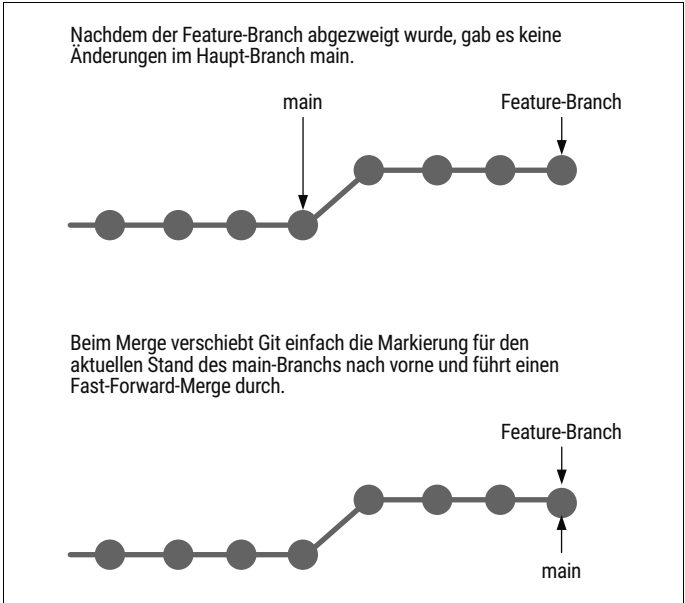 Nachdem der Feature-Branch abgezweigt wurde, gab es keine
Änderungen im Haupt-Branch main.
main
Feature-Branch
Beim Merge verschiebt Git einfach die Markierung für den
aktuellen Stand des main-Branchs nach vorne und führt einen
Fast-Forward-Merge durch.
Feature-Branch
main